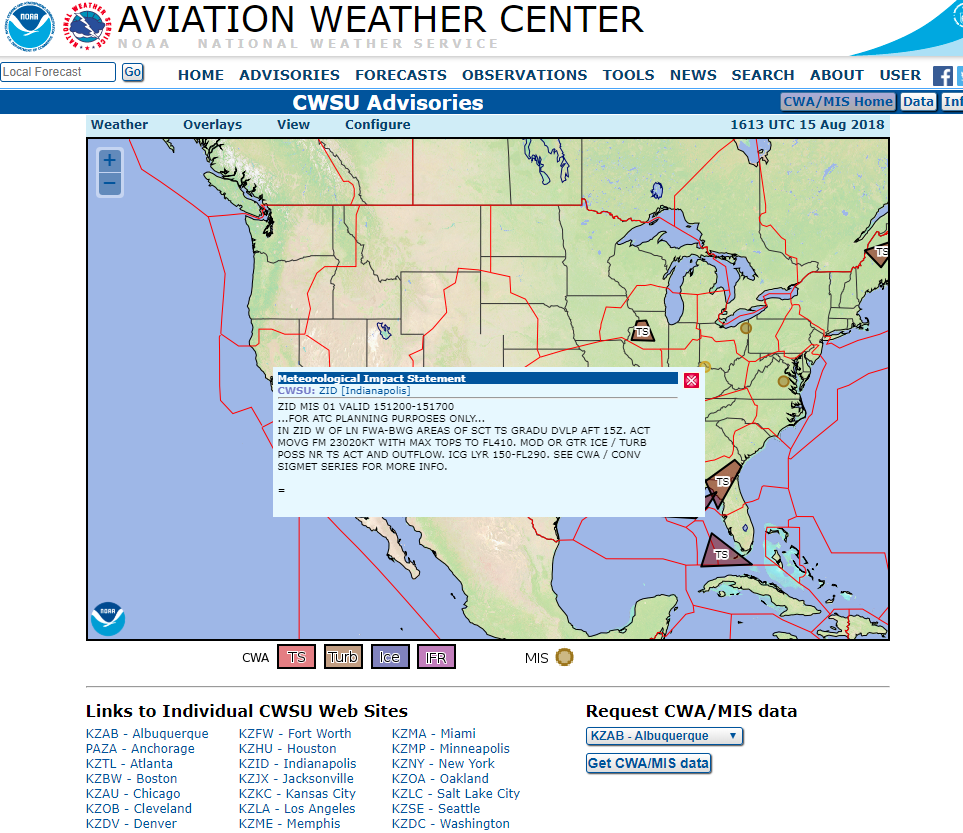 NOAA
AVIATION WEATHER CENTER
NOAA NATIONAL WEATHER SERVICE
Local Forecast Go
HOME ADVISORIES FORECASTS OBSERVATIONS TOOLS NEWS SEARCH ABOUT USER
CWSU Advisories
CWA/MIS Home Data Inf
Weather Overlays View Configure 1613 UTC 15 Aug 2018
+
−
TS
TS
Meteorological Impact Statement
CWSU: ZID [Indianapolis]
ZID MIS 01 VALID 151200-151700
...FOR ATC PLANNING PURPOSES ONLY...
IN ZID W OF LN FWA-BWG AREAS OF SCT TS GRADU DVLP AFT 15Z. ACT
MOVG FM 23020KT WITH MAX TOPS TO FL410. MOD OR GTR ICE / TURB
POSS NR TS ACT AND OUTFLOW. ICG LYR 150-FL290. SEE CWA / CONV
SIGMET SERIES FOR MORE INFO.
=
TS
TS
NOAA
CWA TS Turb Ice IFR MIS
Links to Individual CWSU Web Sites
KZAB - Albuquerque KZFW - Fort Worth KZMA - Miami
PAZA - Anchorage KZHU - Houston KZMP - Minneapolis
KZTL - Atlanta KZID - Indianapolis KZNY - New York
KZBW - Boston KZJX - Jacksonville KZOA - Oakland
KZAU - Chicago KZKC - Kansas City KZLC - Salt Lake City
KZOB - Cleveland KZLA - Los Angeles KZSE - Seattle
KZDV - Denver KZME - Memphis KZDC - Washington
Request CWA/MIS data
KZAB - Albuquerque
Get CWA/MIS data